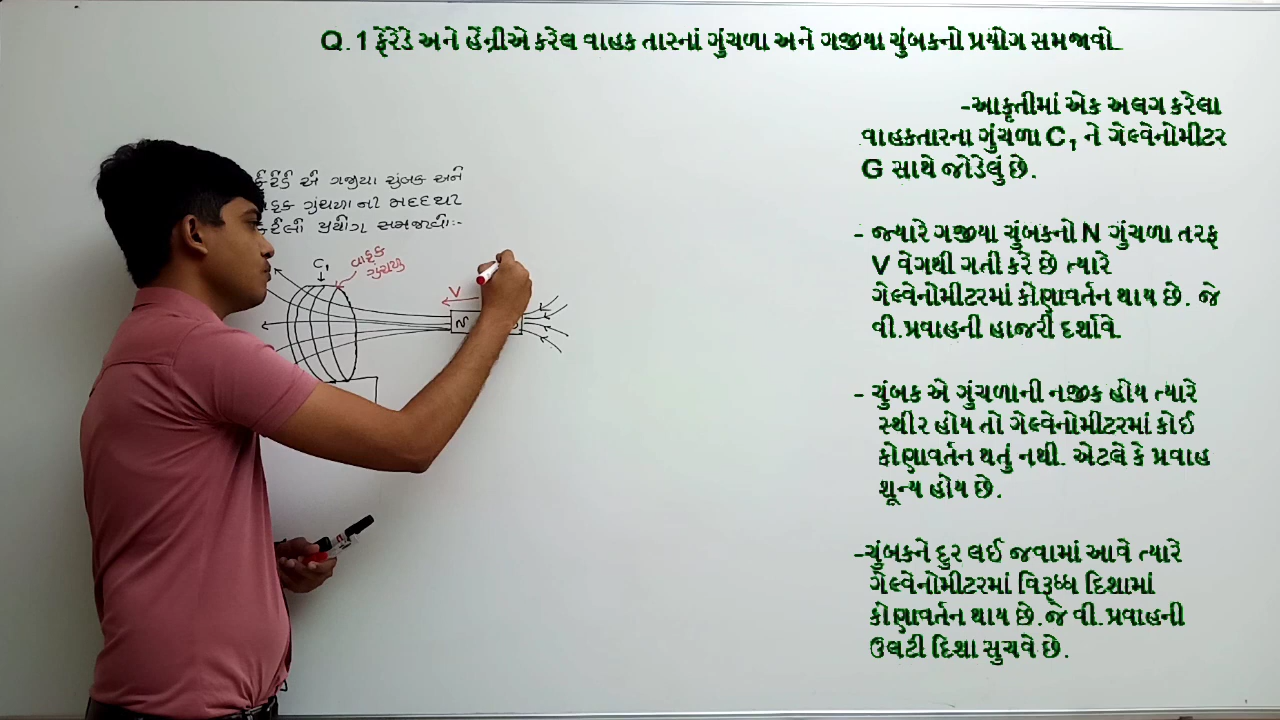 Q.1 ફેરેડે અને હેન્રીએ કરેલ વાહક તારનાં ગુંચળા અને ગજીયા ચુંબકનો પ્રયોગ સમજાવો.
-આકૃતીમાં એક અલગ કરેલા
વાહકતારના ગુંચળા C₁ ને ગેલ્વેનોમીટર
G સાથે જોડેલું છે.
- જ્યારે ગજીયા ચુંબકનો N ગુંચળા તરફ
V વેગથી ગતી કરે છે ત્યારે
ગેલ્વેનોમીટરમાં કોણાવર્તન થાય છે. જે
વી.પ્રવાહની હાજરી દર્શાવે.
- ચુંબક એ ગુંચળાની નજીક હોય ત્યારે
સ્થીર હોય તો ગેલ્વેનોમીટરમાં કોઈ
કોણાવર્તન થતું નથી. એટલે કે પ્રવાહ
શૂન્ય હોય છે.
-ચુંબકને દુર લઈ જવામાં આવે ત્યારે
ગેલ્વેનોમીટરમાં વિરૂધ્ધ દિશામાં
કોણાવર્તન થાય છે.જે વી.પ્રવાહની
ઉલટી દિશા સુચવે છે.
ફેરેડે એ ગજીયા ચુંબક અને
વાહક ગુંચળા ની મદદથી
કરેલો પ્રયોગ સમજાવો:-
C₁
વાહક
ગુંચળુ
V
N
S